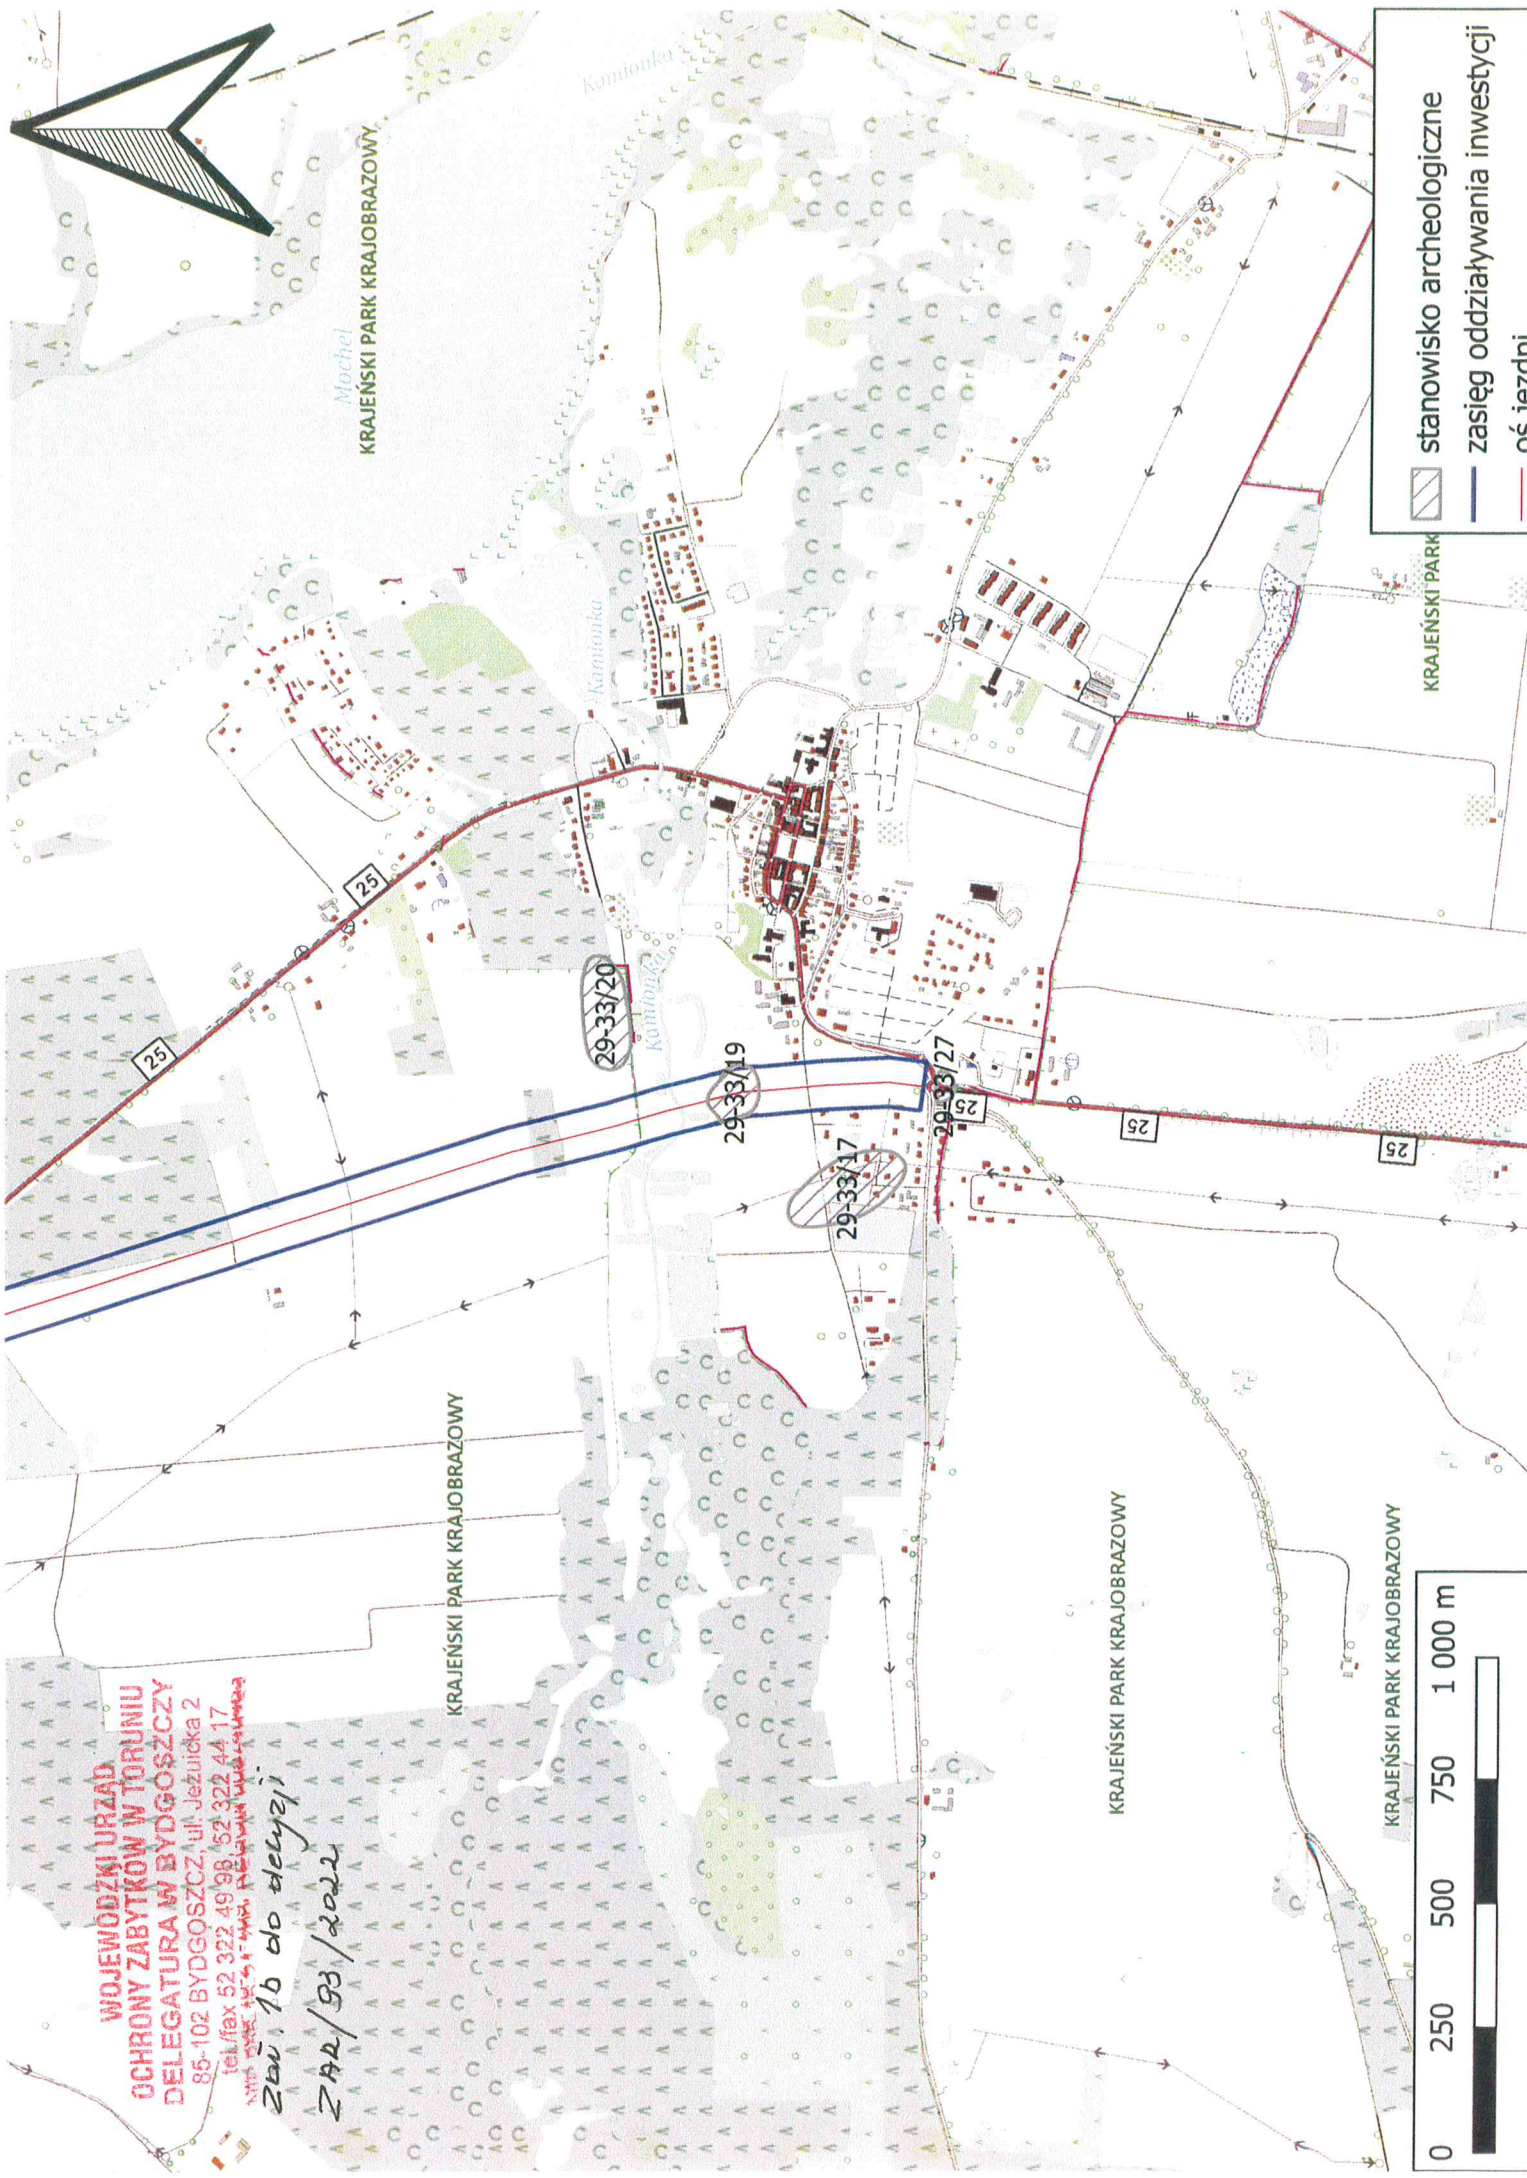 WOJEWÓDZKI URZĄD
OCHRONY ZABYTKÓW W TORUNIU
DELEGATURA W BYDGOSZCZY
85-102 BYDGOSZCZ, ul. Jezuicka 2
tel./fax 52 322 49 98, 52 322 44 17
Zał. 1b do decyzji
ZAR/93/2022
Mochel
KRAJEŃSKI PARK KRAJOBRAZOWY
Kamionka
25
25
Kamionka
29-33/20
Kamionka
29-33/19
29-33/17
29-33/27
25
25
25
KRAJEŃSKI PARK KRAJOBRAZOWY
KRAJEŃSKI PARK KRAJOBRAZOWY
KRAJEŃSKI PARK KRAJOBRAZOWY
KRAJEŃSKI PARK
stanowisko archeologiczne
zasięg oddziaływania inwestycji
oś jezdni
0 250 500 750 1 000 m